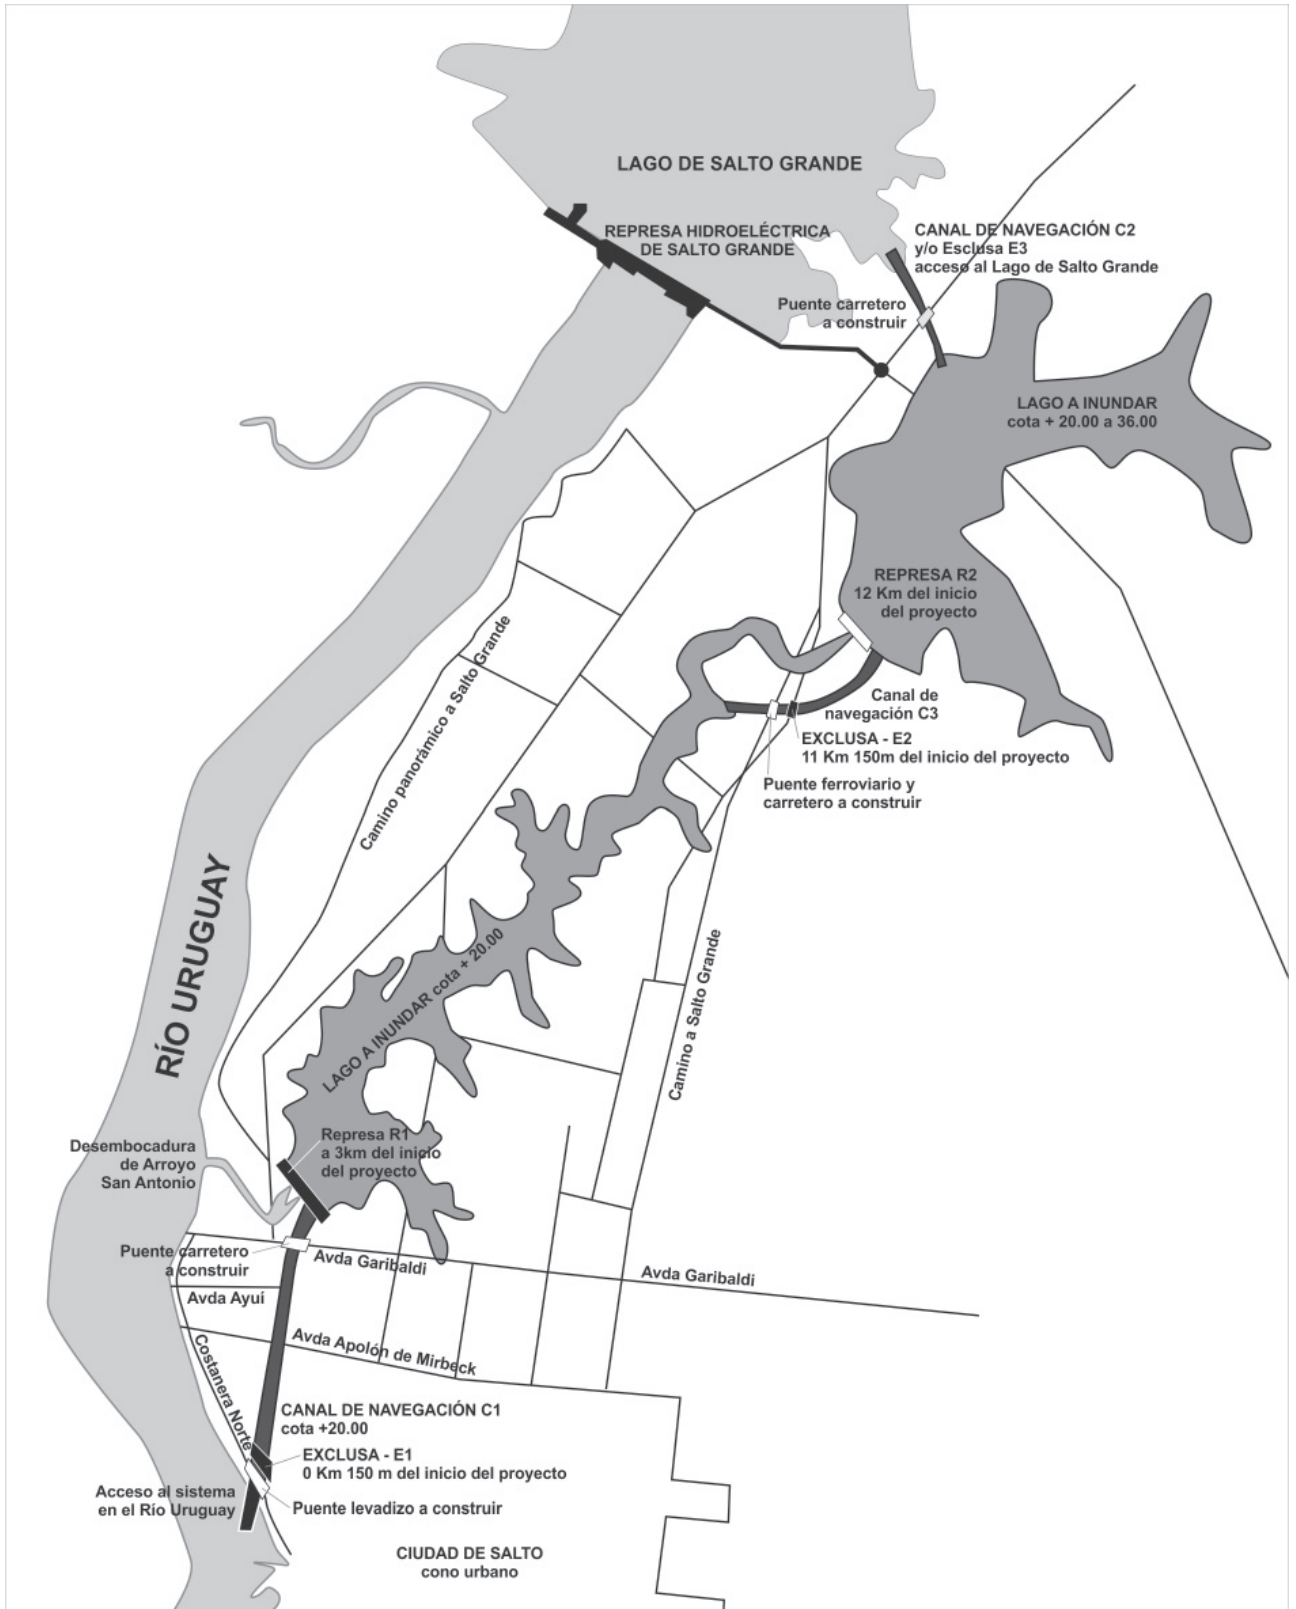 LAGO DE SALTO GRANDE
REPRESA HIDROELÉCTRICA
DE SALTO GRANDE
CANAL DE NAVEGACIÓN C2
y/o Esclusa E3
acceso al Lago de Salto Grande
Puente carretero
a construir
LAGO A INUNDAR
cota + 20.00 a 36.00
REPRESA R2
12 Km del inicio
del proyecto
Canal de
navegación C3
EXCLUSA - E2
11 Km 150m del inicio del proyecto
Puente ferroviario y
carretero a construir
Camino panorámico a Salto Grande
RÍO URUGUAY
LAGO A INUNDAR cota + 20.00
Camino a Salto Grande
Desembocadura
de Arroyo
San Antonio
Represa R1
a 3km del inicio
del proyecto
Puente carretero
a construir
Avda Garibaldi
Avda Garibaldi
Avda Ayuí
Avda Apolón de Mirbeck
Costanera Norte
CANAL DE NAVEGACIÓN C1
cota +20.00
EXCLUSA - E1
0 Km 150 m del inicio del proyecto
Acceso al sistema
en el Río Uruguay
Puente levadizo a construir
CIUDAD DE SALTO
cono urbano